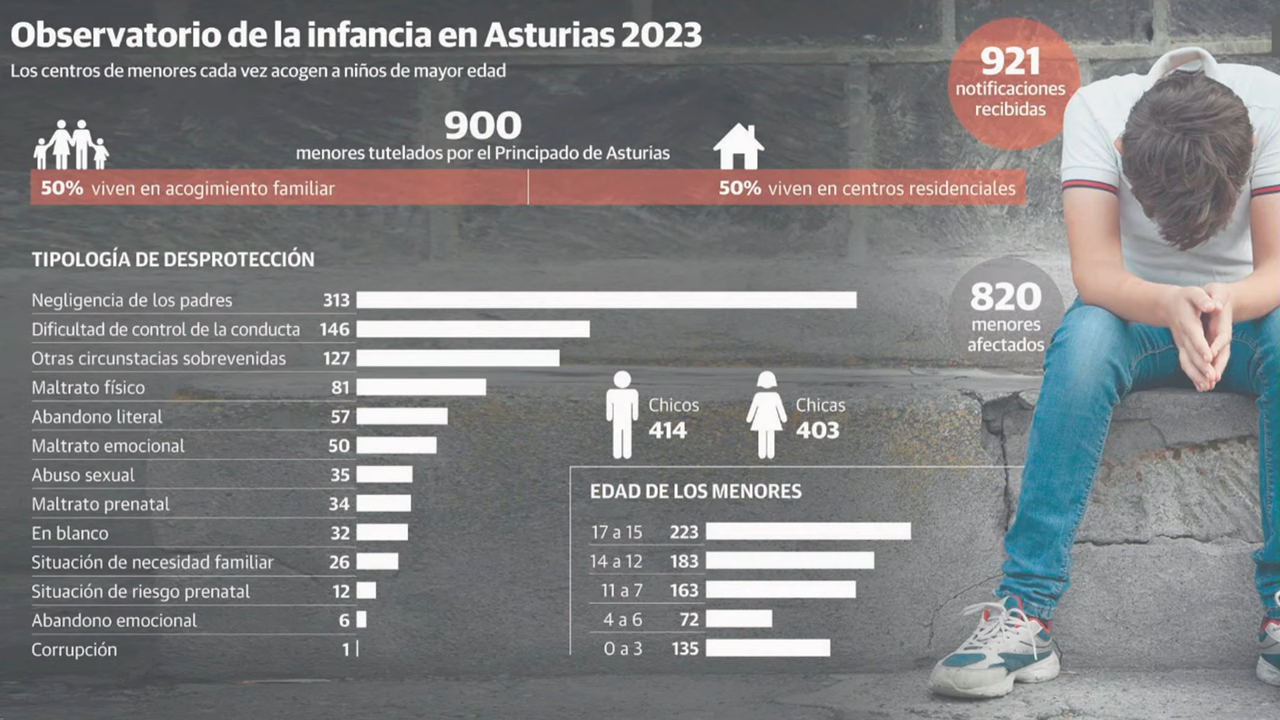 Observatorio de la infancia en Asturias 2023
Los centros de menores cada vez acogen a niños de mayor edad
921
notificaciones
recibidas
900
menores tutelados por el Principado de Asturias
50% viven en acogimiento familiar
50% viven en centros residenciales
TIPOLOGÍA DE DESPROTECCIÓN
Negligencia de los padres 313
Dificultad de control de la conducta 146
Otras circunstacias sobrevenidas 127
Maltrato físico 81
Abandono literal 57
Maltrato emocional 50
Abuso sexual 35
Maltrato prenatal 34
En blanco 32
Situación de necesidad familiar 26
Situación de riesgo prenatal 12
Abandono emocional 6
Corrupción 1
820
menores
afectados
Chicos
414
Chicas
403
EDAD DE LOS MENORES
17 a 15 223
14 a 12 183
11 a 7 163
4 a 6 72
0 a 3 135